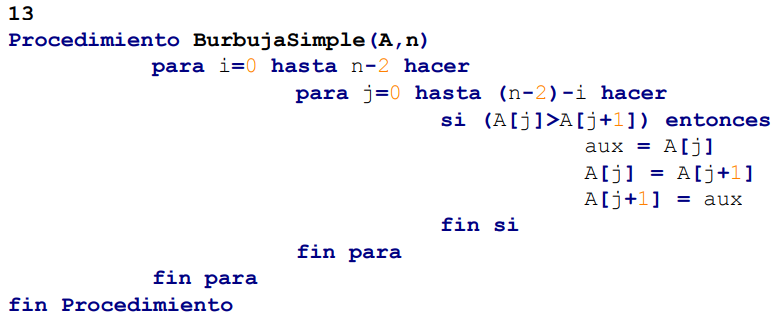 13
Procedimiento BurbujaSimple(A,n)
para i=0 hasta n-2 hacer
para j=0 hasta (n-2)-i hacer
si (A[j]>A[j+1]) entonces
aux = A[j]
A[j] = A[j+1]
A[j+1] = aux
fin si
fin para
fin para
fin Procedimiento